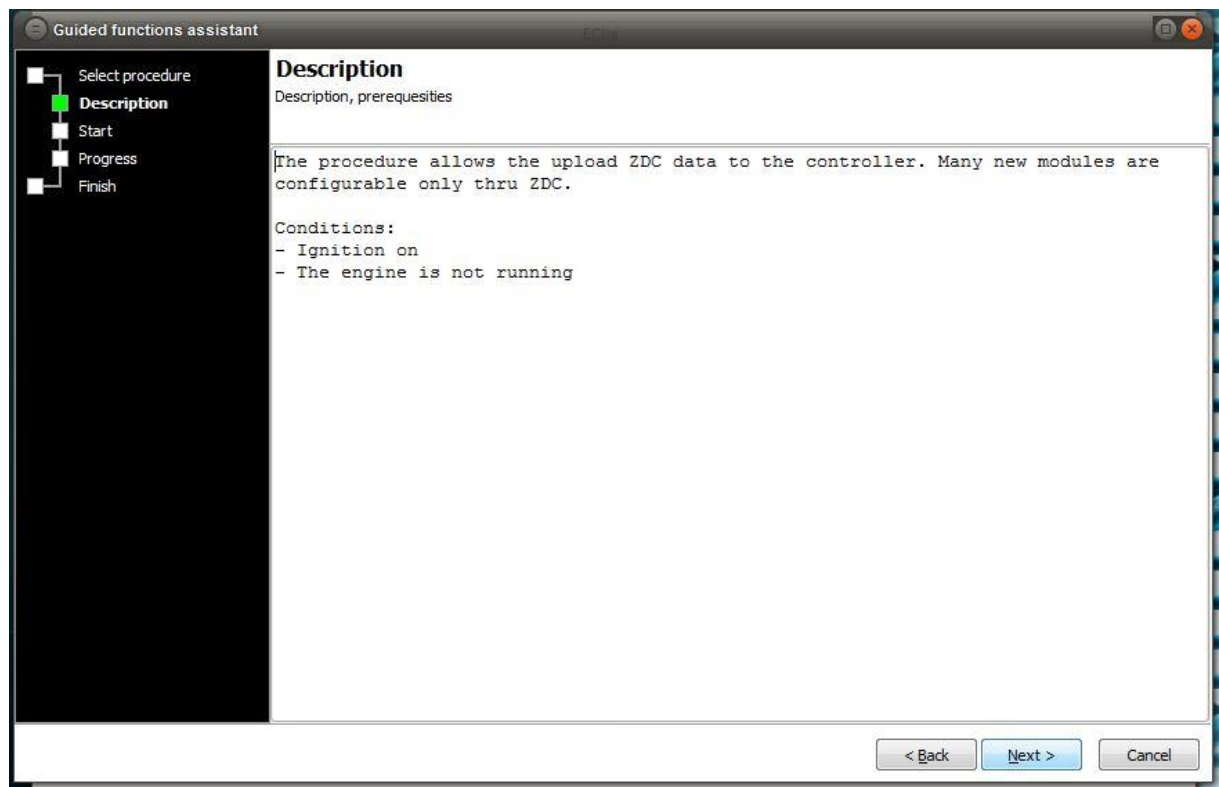 Guided functions assistant
Select procedure
Description
Start
Progress
Finish
Description
Description, prerequesities
The procedure allows the upload ZDC data to the controller. Many new modules are
configurable only thru ZDC.
Conditions:
- Ignition on
- The engine is not running
< Back
Next >
Cancel